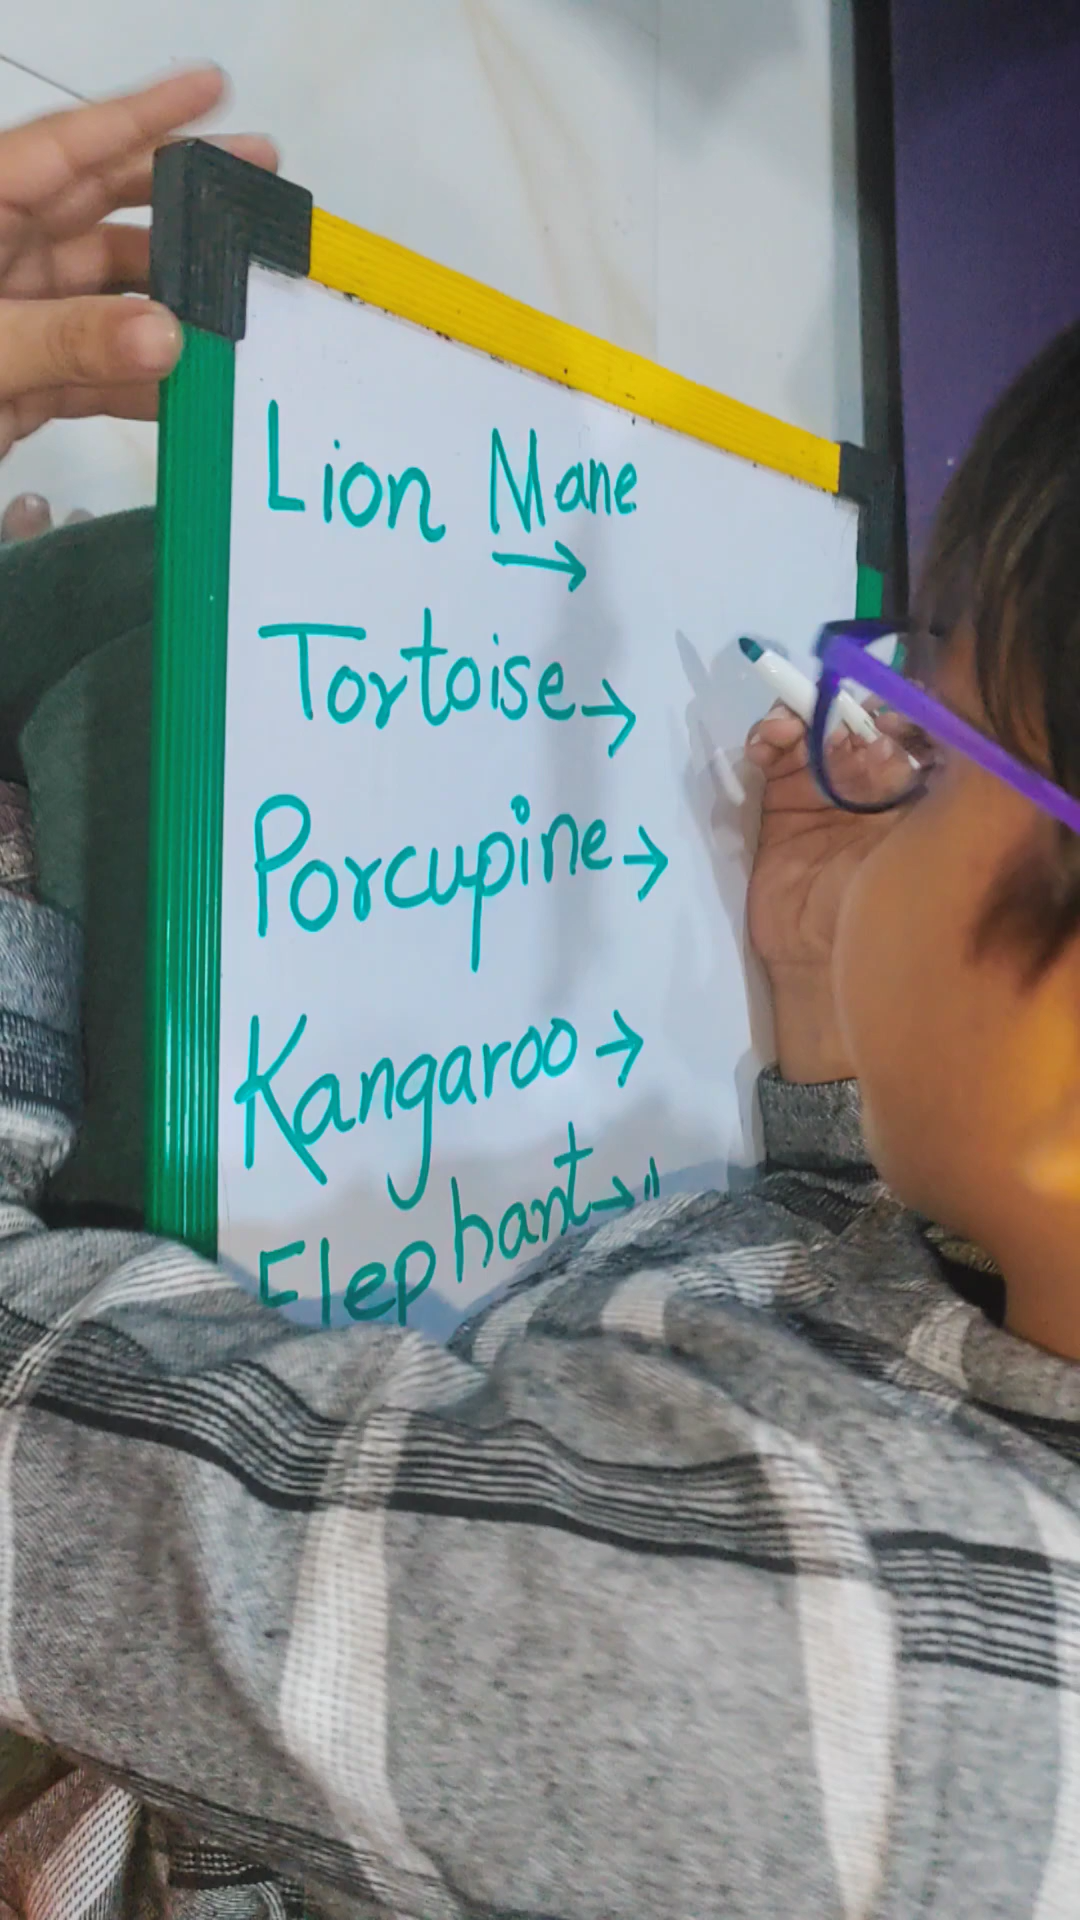 Lion Mane
→
Tortoise→
Porcupine→
Kangaroo→
Elephant→"